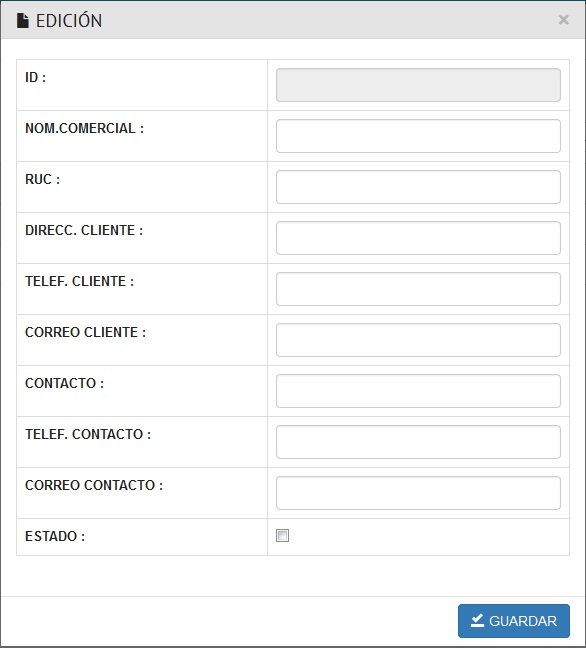 EDICIÓN ×
ID :
NOM.COMERCIAL :
RUC :
DIRECC. CLIENTE :
TELEF. CLIENTE :
CORREO CLIENTE :
CONTACTO :
TELEF. CONTACTO :
CORREO CONTACTO :
ESTADO :
GUARDAR